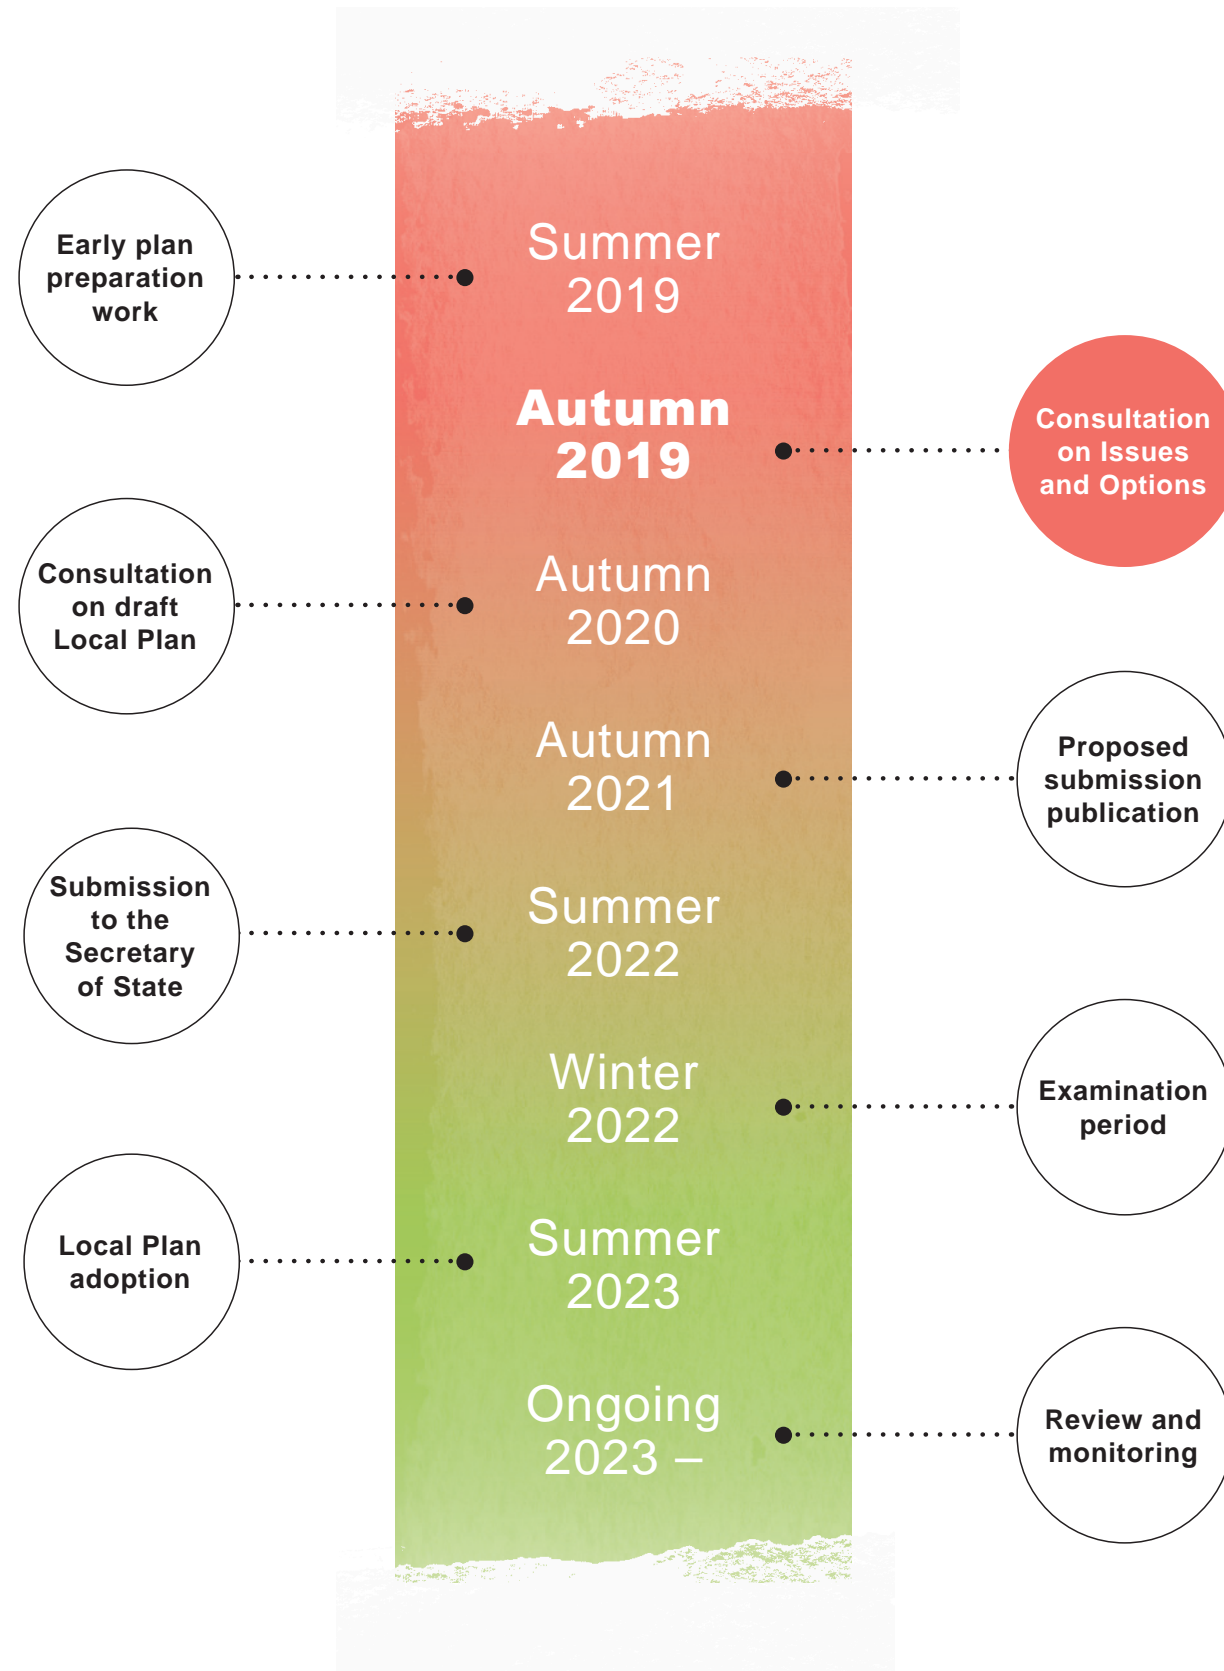 Early plan
preparation
work
Summer
2019
Autumn
2019
Consultation
on Issues
and Options
Consultation
on draft
Local Plan
Autumn
2020
Autumn
2021
Proposed
submission
publication
Submission
to the
Secretary
of State
Summer
2022
Winter
2022
Examination
period
Local Plan
adoption
Summer
2023
Ongoing
2023 –
Review and
monitoring